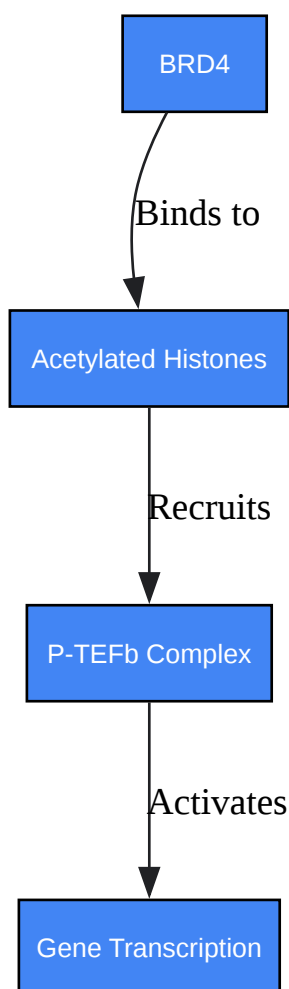 BRD4
Binds to
Acetylated Histones
Recruits
P-TEFb Complex
Activates
Gene Transcription